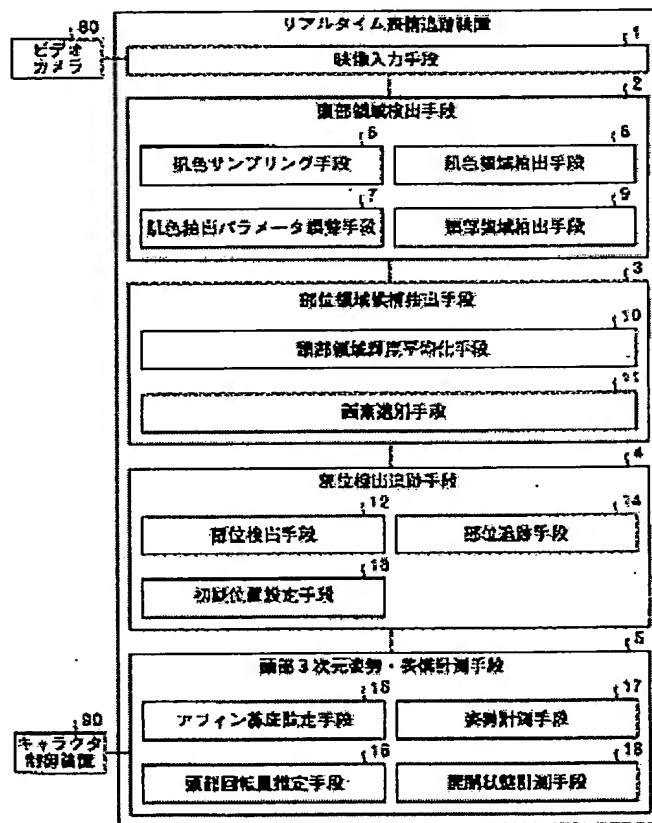 80
ビデオ
カメラ
リアルタイム表情追跡装置
1
映像入力手段
2
頭部領域検出手段
6
肌色サンプリング手段
8
肌色領域抽出手段
7
肌色抽出パラメータ調整手段
9
頭部領域抽出手段
3
部位領域候補抽出手段
10
頭部領域輝度平均化手段
11
画素選別手段
4
部位検出追跡手段
12
部位検出手段
14
部位追跡手段
初期位置設定手段
5
頭部3次元姿勢・表情計測手段
アフィン基底設定手段
17
姿勢計測手段
90
キャラクタ
制御装置
16
頭部回転量推定手段
18
開閉状態計測手段